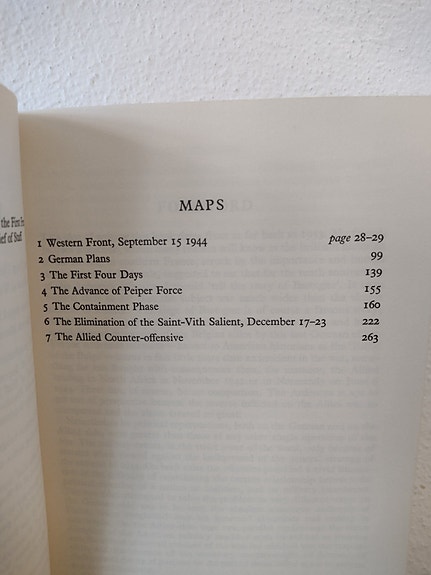 MAPS
1 Western Front, September 15 1944 page 28–29
2 German Plans 99
3 The First Four Days 139
4 The Advance of Peiper Force 155
5 The Containment Phase 160
6 The Elimination of the Saint-Vith Salient, December 17–23 222
7 The Allied Counter-offensive 263
the First